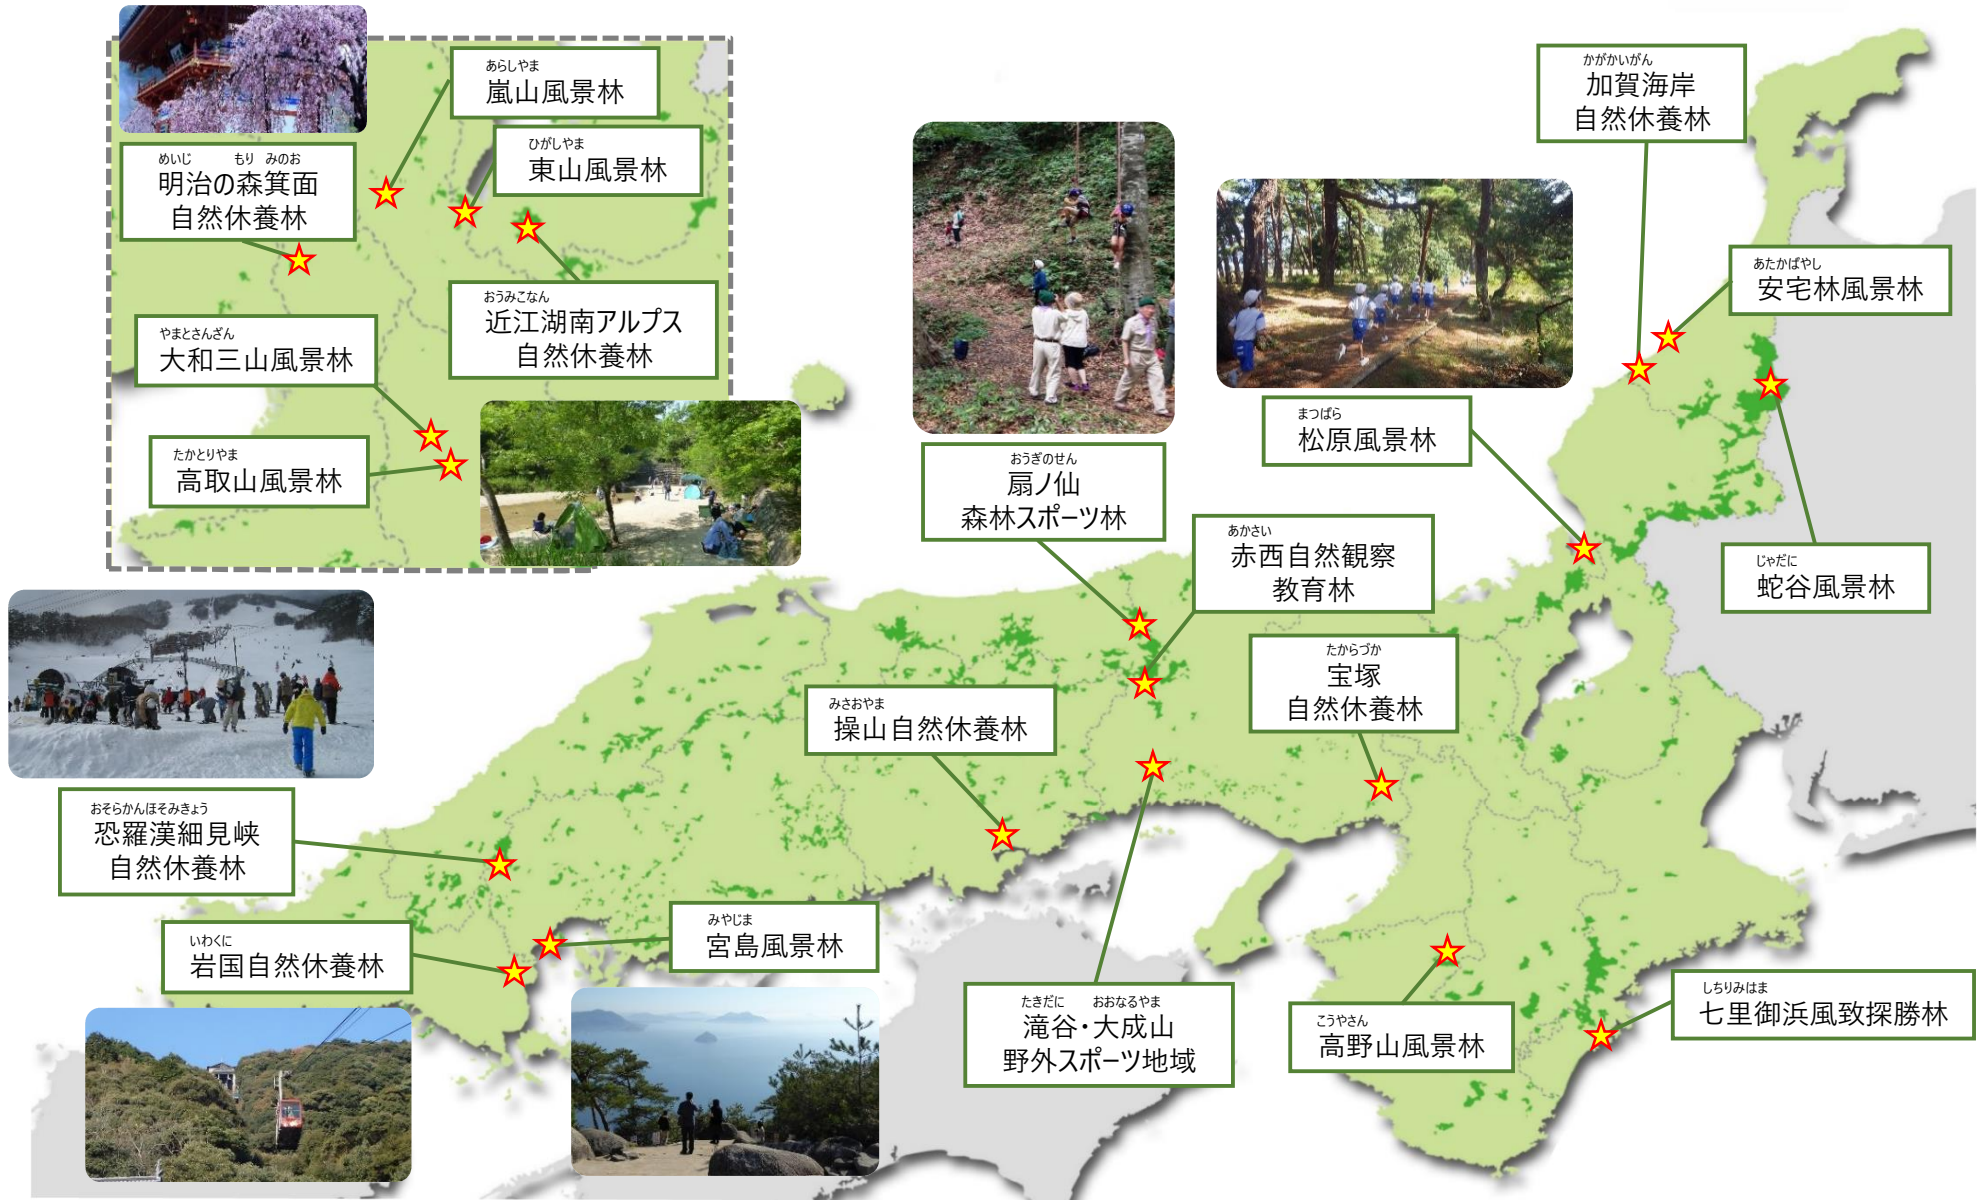 あらしやま
嵐山風景林
ひがしやま
東山風景林
めいじ もり みのお
明治の森箕面
自然休養林
おうみこなん
近江湖南アルプス
自然休養林
やまとさんざん
大和三山風景林
たかとりやま
高取山風景林
かがかいがん
加賀海岸
自然休養林
あたかばやし
安宅林風景林
まつばら
松原風景林
じゃだに
蛇谷風景林
おうぎのせん
扇ノ仙
森林スポーツ林
あかさい
赤西自然観察
教育林
たからづか
宝塚
自然休養林
みさおやま
操山自然休養林
おそらかんほそみきょう
恐羅漢細見峡
自然休養林
いわくに
岩国自然休養林
みやじま
宮島風景林
たきだに おおなるやま
滝谷・大成山
野外スポーツ地域
こうやさん
高野山風景林
しちりみはま
七里御浜風致探勝林